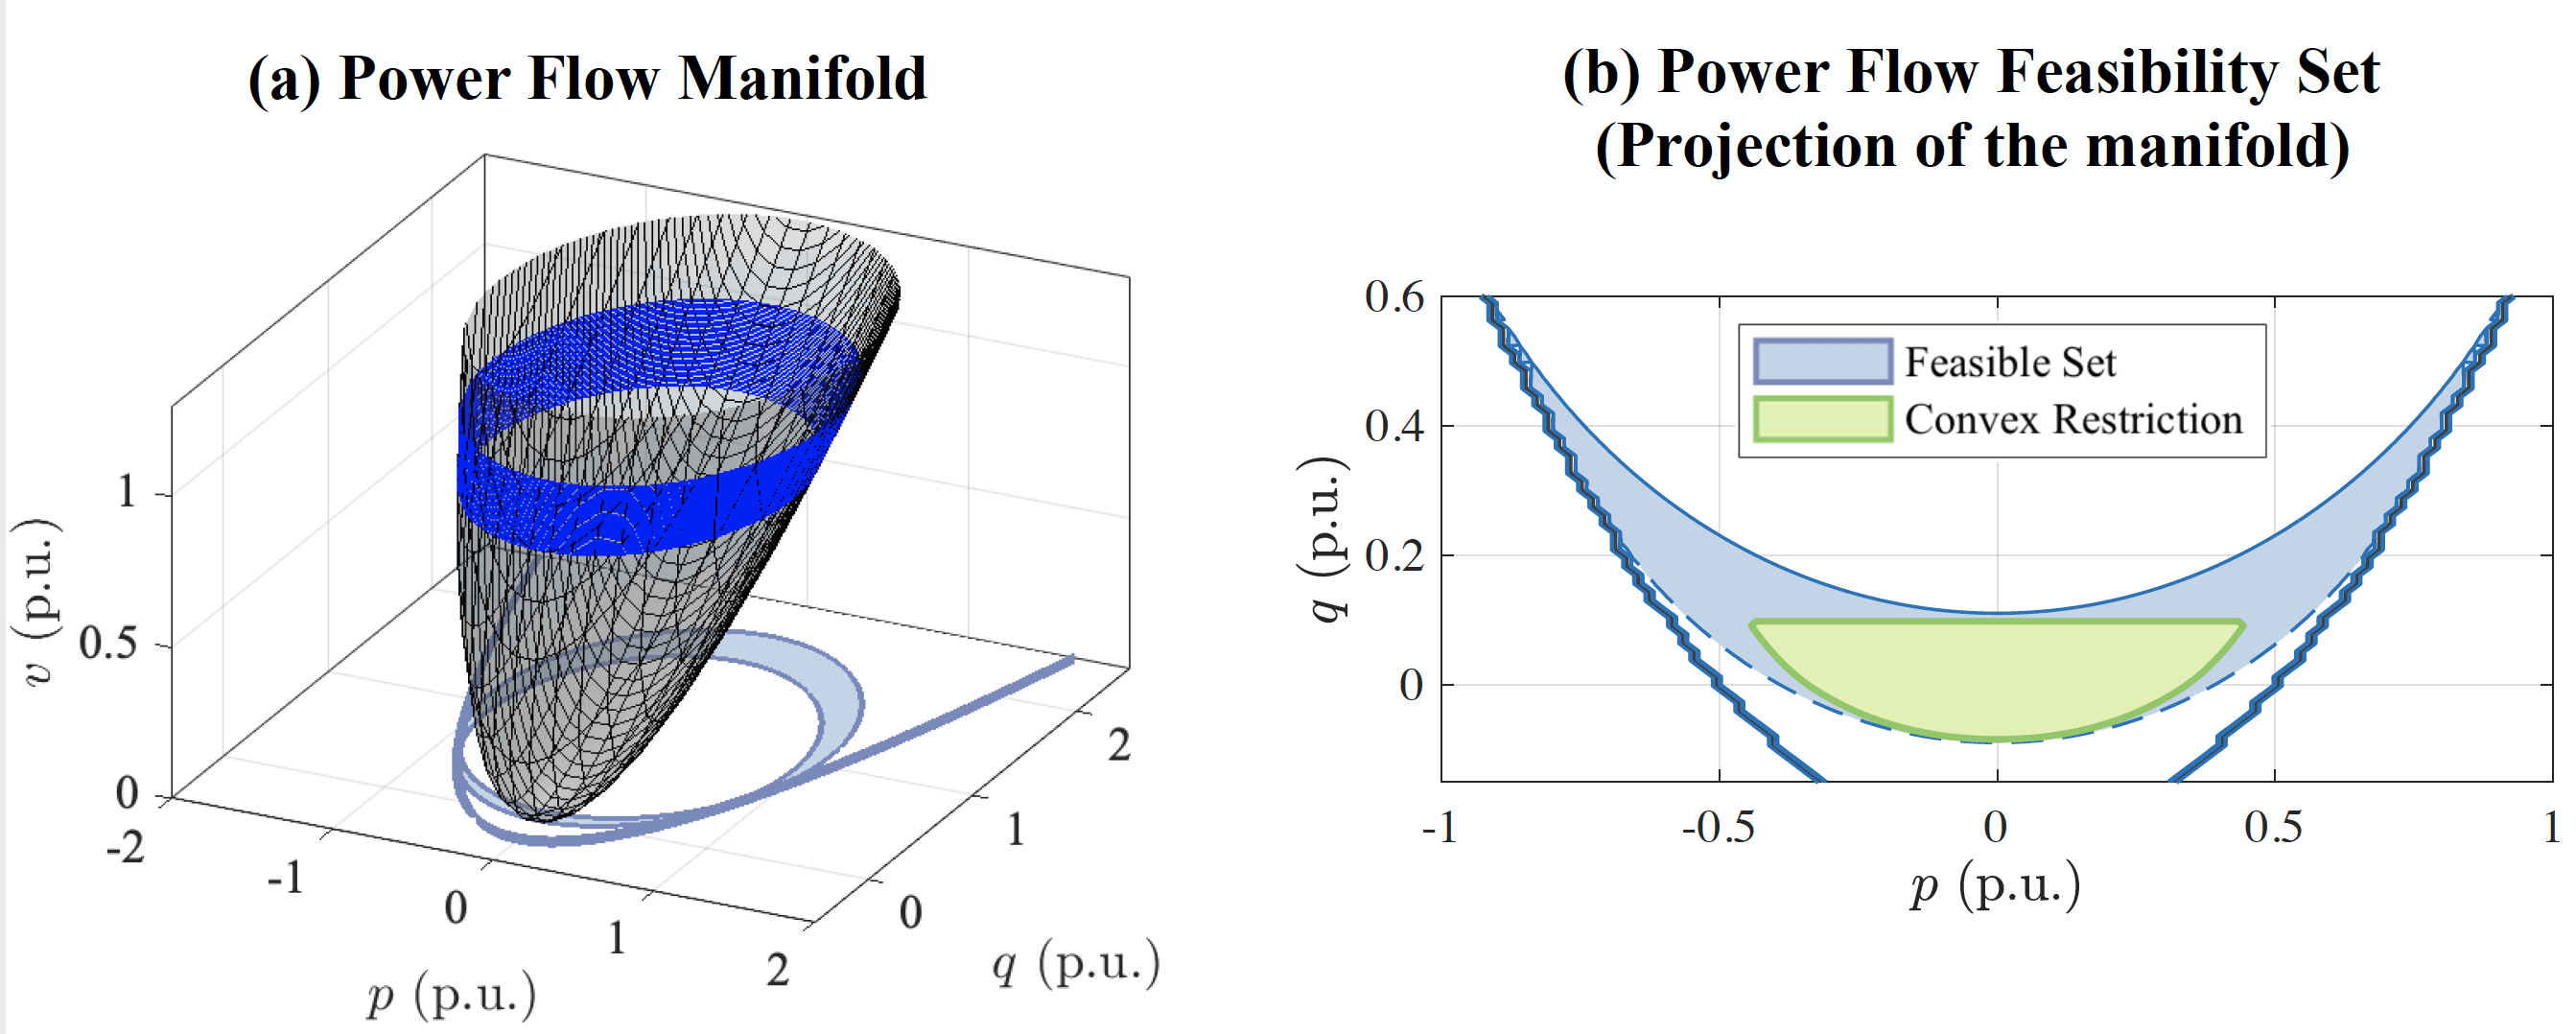 (a) Power Flow Manifold
1
0.5
0
v (p.u.)
-2
-1
0
1
2
p (p.u.)
0
1
2
q (p.u.)
(b) Power Flow Feasibility Set
(Projection of the manifold)
0.6
0.4
0.2
0
q (p.u.)
Feasible Set
Convex Restriction
-1
-0.5
0
0.5
1
p (p.u.)